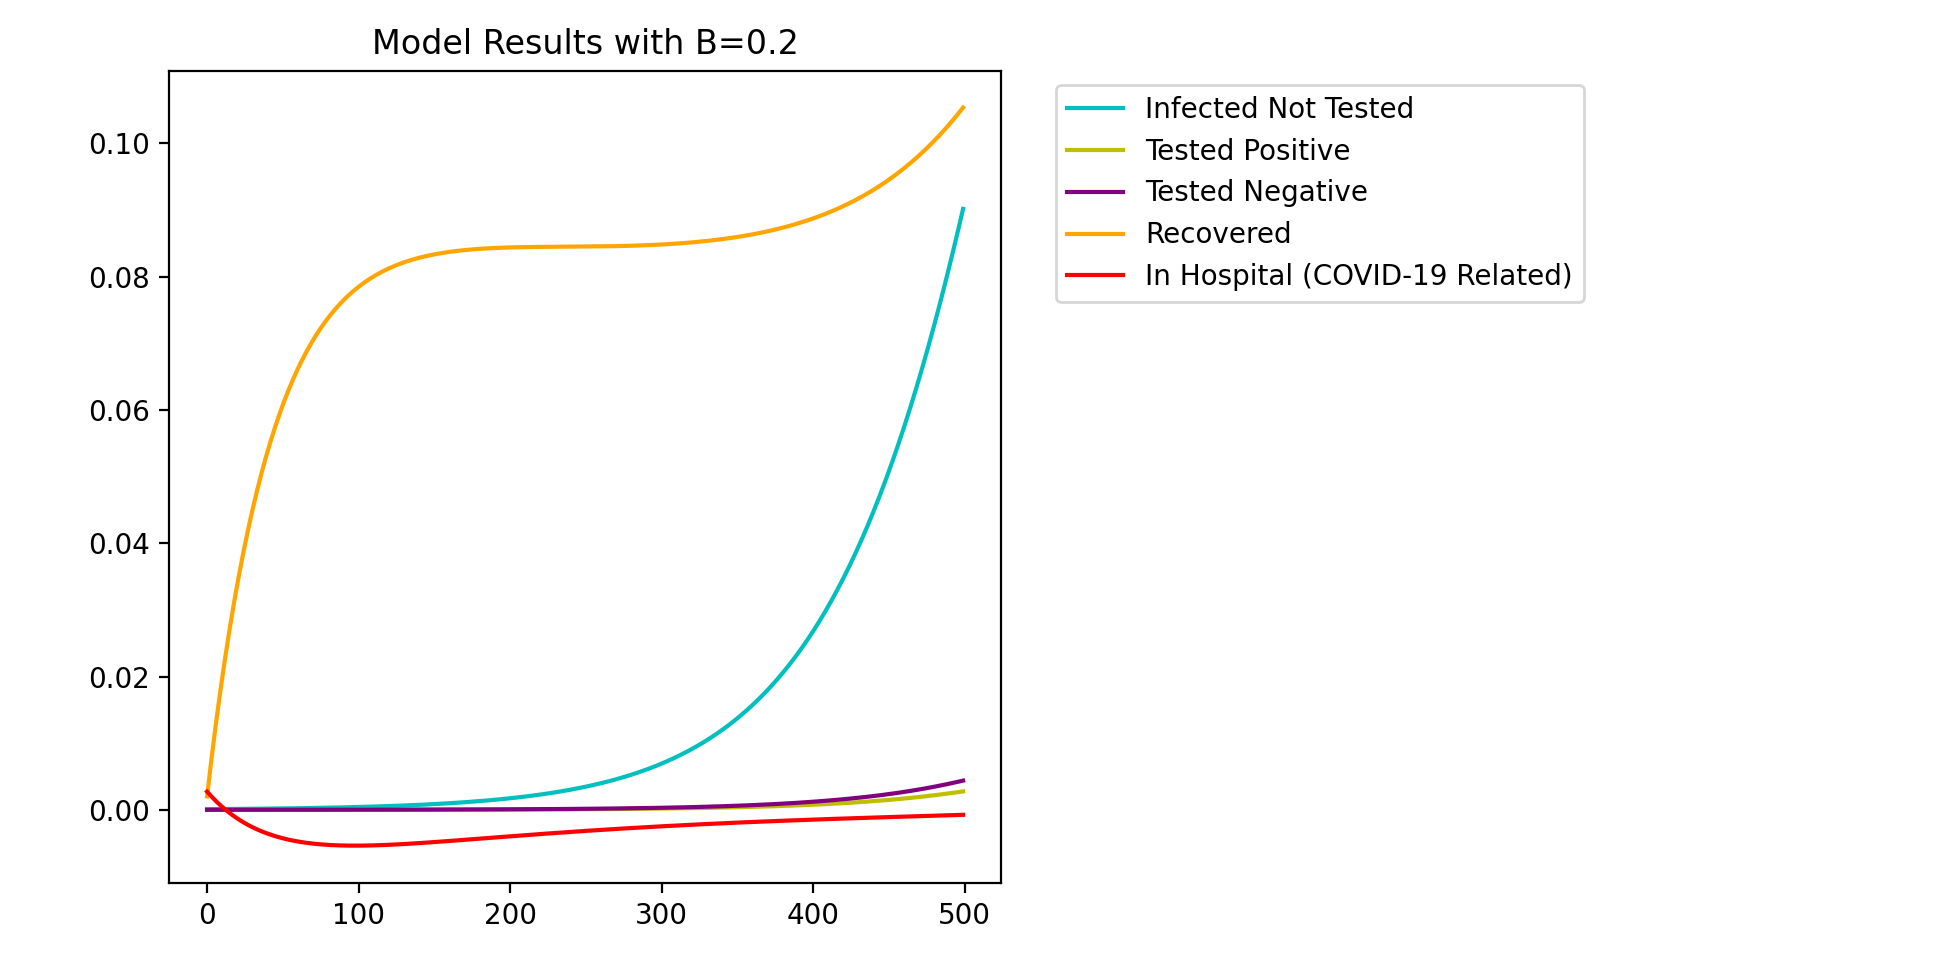 Model Results with B=0.2
0.10
0.08
0.06
0.04
0.02
0.00
0 100 200 300 400 500
Infected Not Tested
Tested Positive
Tested Negative
Recovered
In Hospital (COVID-19 Related)